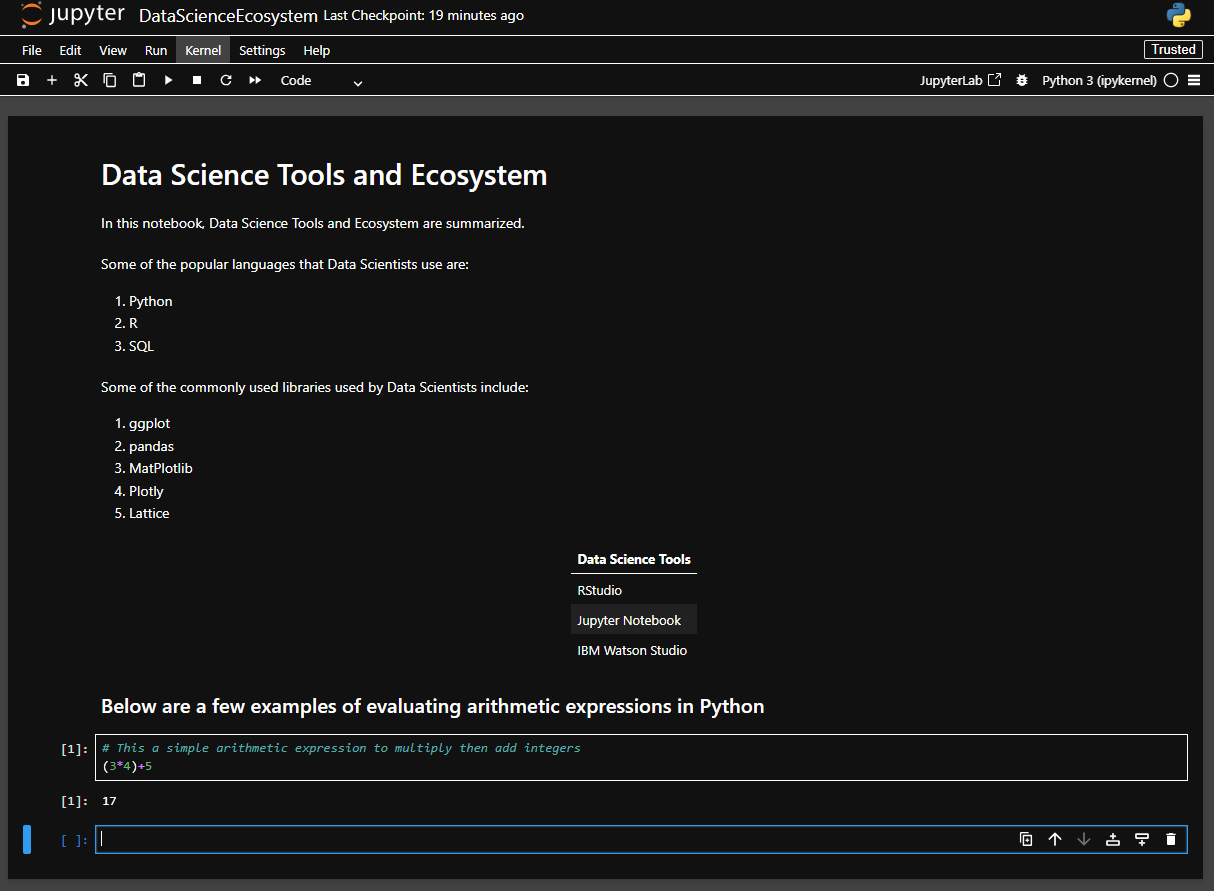 jupyter DataScienceEcosystem Last Checkpoint: 19 minutes ago
File Edit View Run Kernel Settings Help Trusted
Code JupyterLab Python 3 (ipykernel)
Data Science Tools and Ecosystem
In this notebook, Data Science Tools and Ecosystem are summarized.
Some of the popular languages that Data Scientists use are:
1. Python
2. R
3. SQL
Some of the commonly used libraries used by Data Scientists include:
1. ggplot
2. pandas
3. MatPlotlib
4. Plotly
5. Lattice
Data Science Tools
RStudio
Jupyter Notebook
IBM Watson Studio
Below are a few examples of evaluating arithmetic expressions in Python
[1]: # This a simple arithmetic expression to multiply then add integers
(3*4)+5
[1]: 17
[ ]: